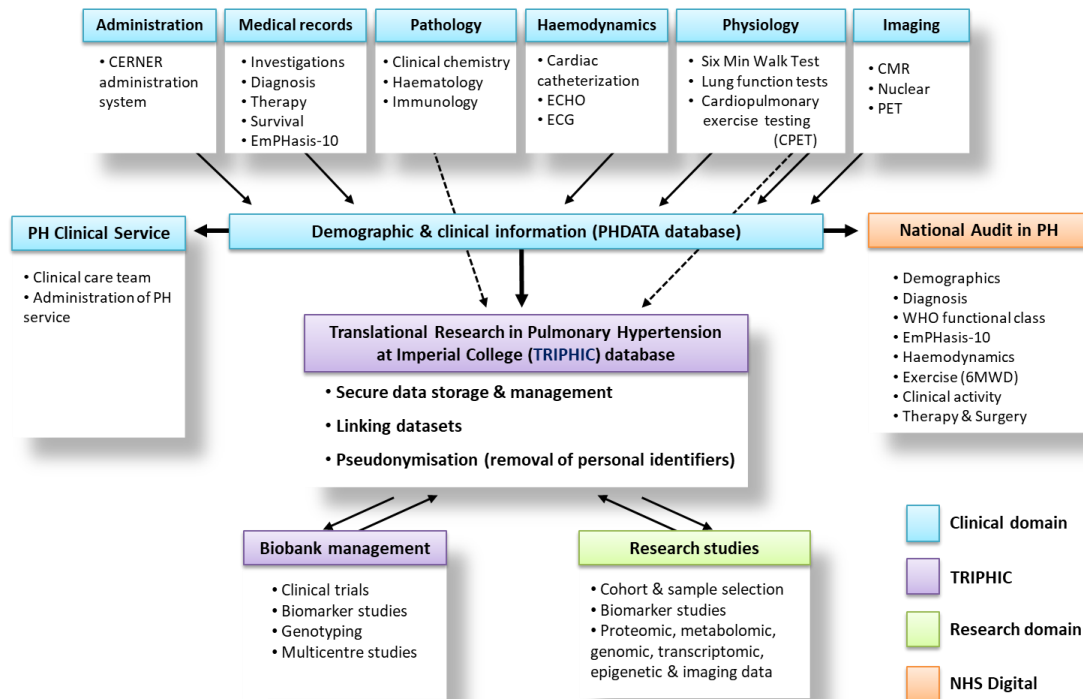 Administration
• CERNER
administration
system
Medical records
• Investigations
• Diagnosis
• Therapy
• Survival
• EmPHasis-10
Pathology
• Clinical chemistry
• Haematology
• Immunology
Haemodynamics
• Cardiac
catheterization
• ECHO
• ECG
Physiology
• Six Min Walk Test
• Lung function tests
• Cardiopulmonary
exercise testing
(CPET)
Imaging
• CMR
• Nuclear
• PET
PH Clinical Service
• Clinical care team
• Administration of PH
service
Demographic & clinical information (PHDATA database)
National Audit in PH
• Demographics
• Diagnosis
• WHO functional class
• EmPHasis-10
• Haemodynamics
• Exercise (6MWD)
• Clinical activity
• Therapy & Surgery
Translational Research in Pulmonary Hypertension
at Imperial College (TRIPHIC) database
• Secure data storage & management
• Linking datasets
• Pseudonymisation (removal of personal identifiers)
Biobank management
• Clinical trials
• Biomarker studies
• Genotyping
• Multicentre studies
Research studies
• Cohort & sample selection
• Biomarker studies
• Proteomic, metabolomic,
genomic, transcriptomic,
epigenetic & imaging data
Clinical domain
TRIPHIC
Research domain
NHS Digital